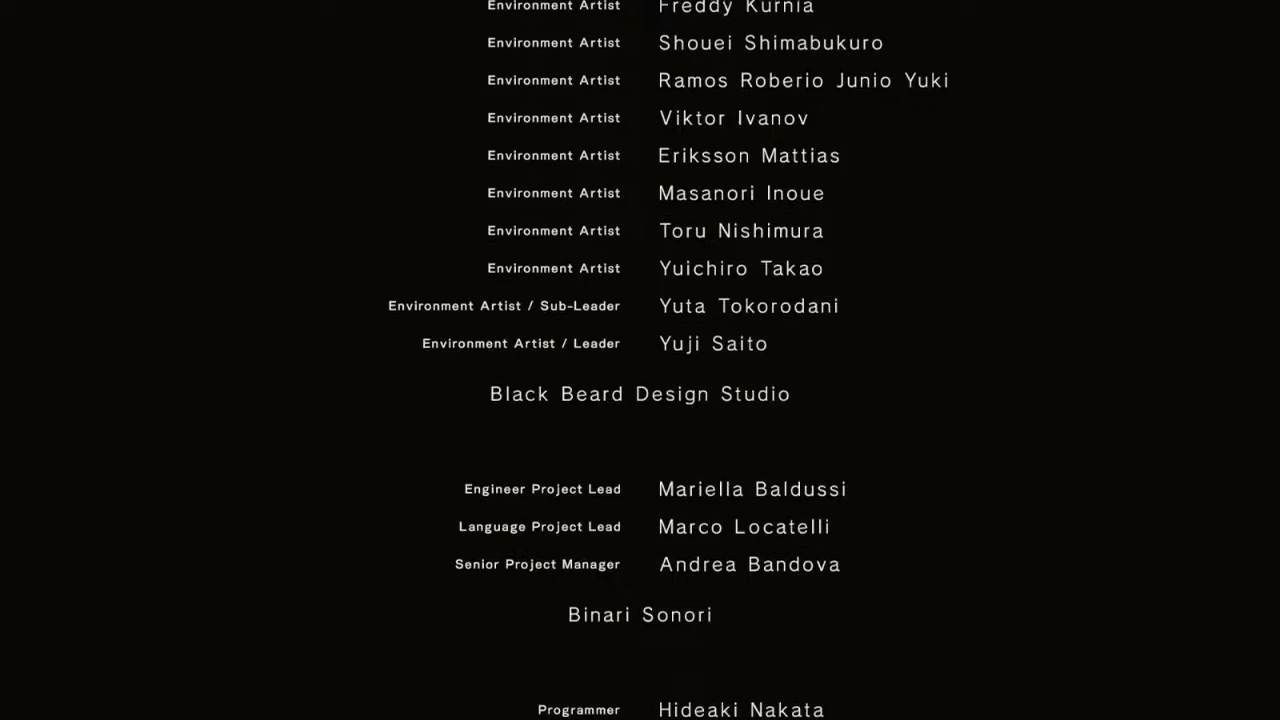 Environment Artist Freddy Kurnia
Environment Artist Shouei Shimabukuro
Environment Artist Ramos Roberio Junio Yuki
Environment Artist Viktor Ivanov
Environment Artist Eriksson Mattias
Environment Artist Masanori Inoue
Environment Artist Toru Nishimura
Environment Artist Yuichiro Takao
Environment Artist / Sub-Leader Yuta Tokorodani
Environment Artist / Leader Yuji Saito
Black Beard Design Studio
Engineer Project Lead Mariella Baldussi
Language Project Lead Marco Locatelli
Senior Project Manager Andrea Bandova
Binari Sonori
Programmer Hideaki Nakata